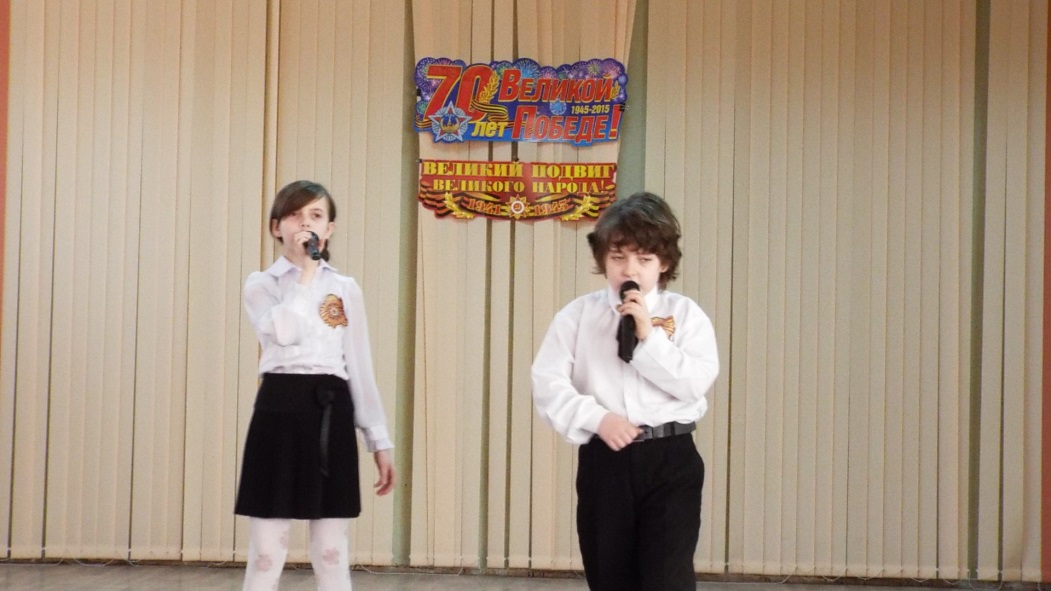 70 Великой
1945-2015
лет Победе!
ВЕЛИКИЙ ПОДВИГ
ВЕЛИКОГО НАРОДА!
1941 1945